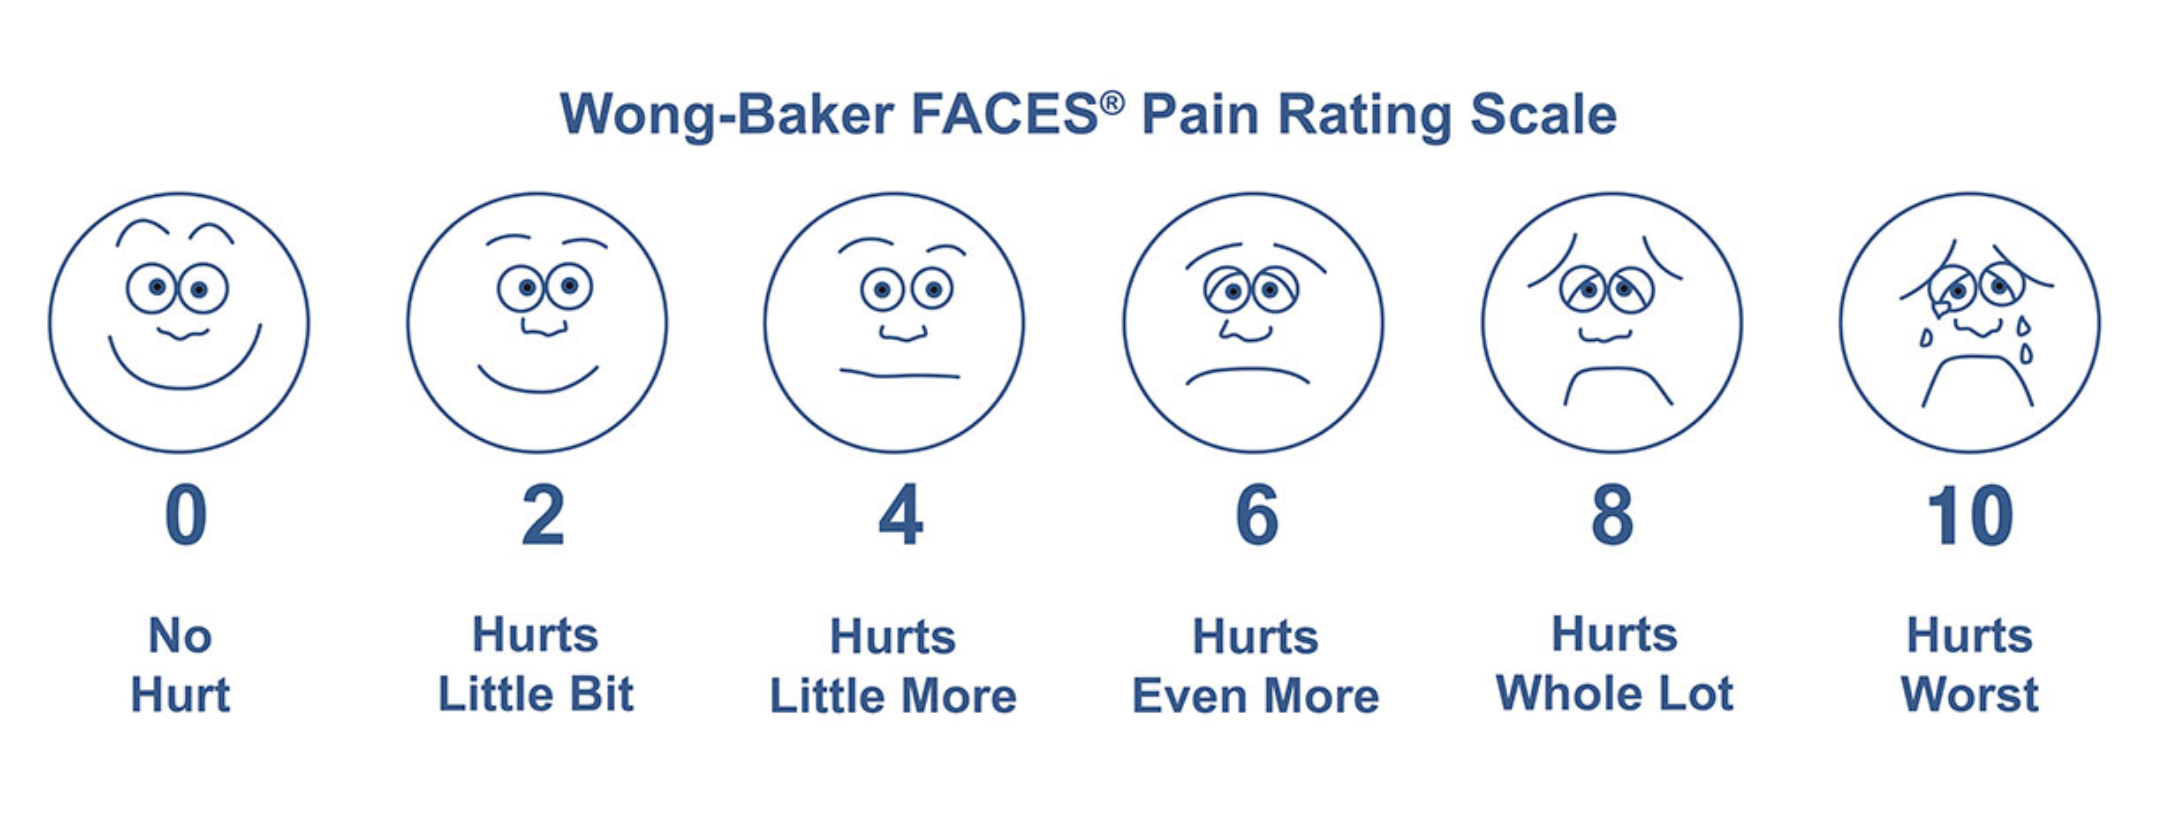 Wong-Baker FACES® Pain Rating Scale
0
2
4
6
8
10
No
Hurt
Hurts
Little Bit
Hurts
Little More
Hurts
Even More
Hurts
Whole Lot
Hurts
Worst